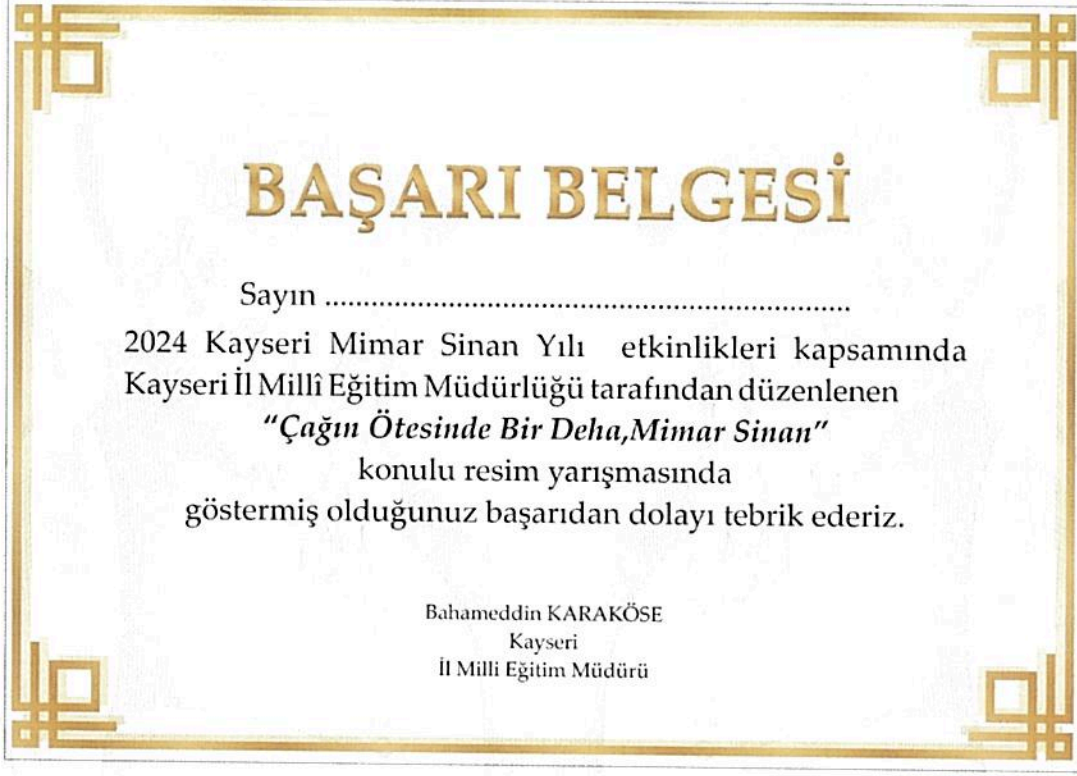 BAŞARI BELGESİ
Sayın ....................................................................
2024 Kayseri Mimar Sinan Yılı etkinlikleri kapsamında
Kayseri İl Millî Eğitim Müdürlüğü tarafından düzenlenen
“Çağın Ötesinde Bir Deha,Mimar Sinan”
konulu resim yarışmasında
göstermiş olduğunuz başarıdan dolayı tebrik ederiz.
Bahameddin KARAKÖSE
Kayseri
İl Milli Eğitim Müdürü